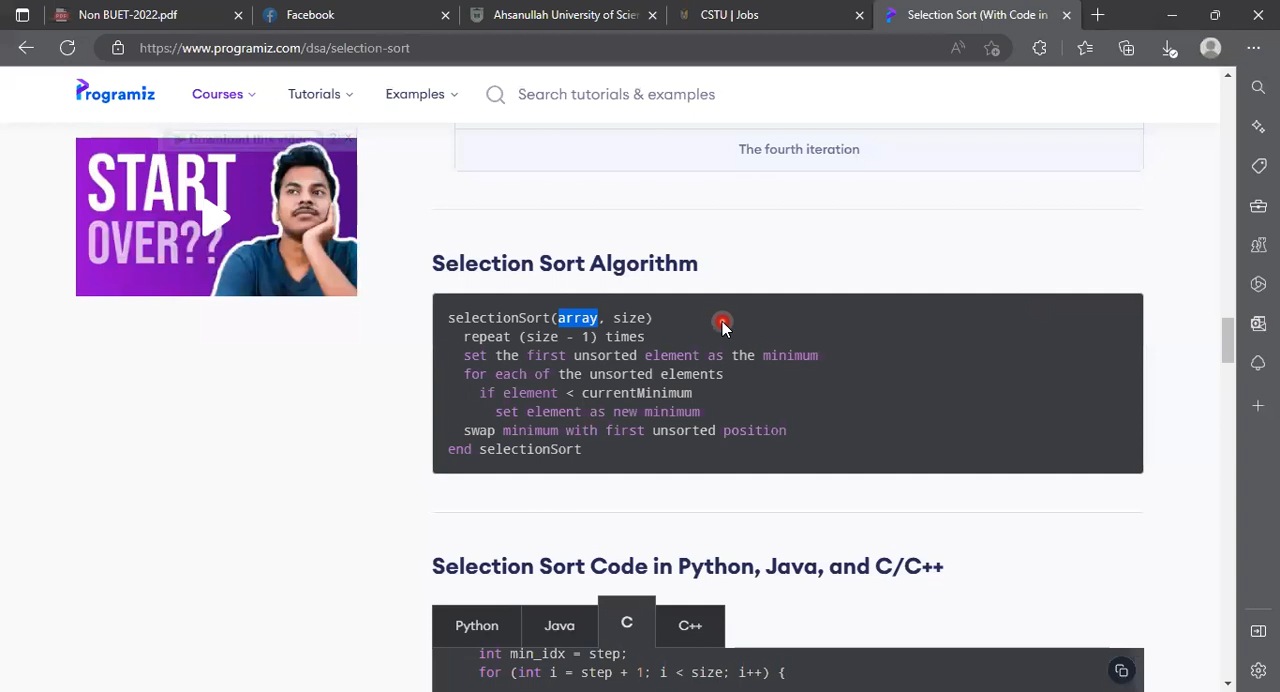 Non BUET-2022.pdf
Facebook
Ahsanullah University of Scien
CSTU | Jobs
Selection Sort (With Code in
https://www.programiz.com/dsa/selection-sort
Programiz
Courses
Tutorials
Examples
Search tutorials & examples
Download this video
START
OVER??
The fourth iteration
Selection Sort Algorithm
selectionSort(array, size)
repeat (size - 1) times
set the first unsorted element as the minimum
for each of the unsorted elements
if element < currentMinimum
set element as new minimum
swap minimum with first unsorted position
end selectionSort
Selection Sort Code in Python, Java, and C/C++
Python
Java
C
C++
int min_idx = step;
for (int i = step + 1; i < size; i++) {